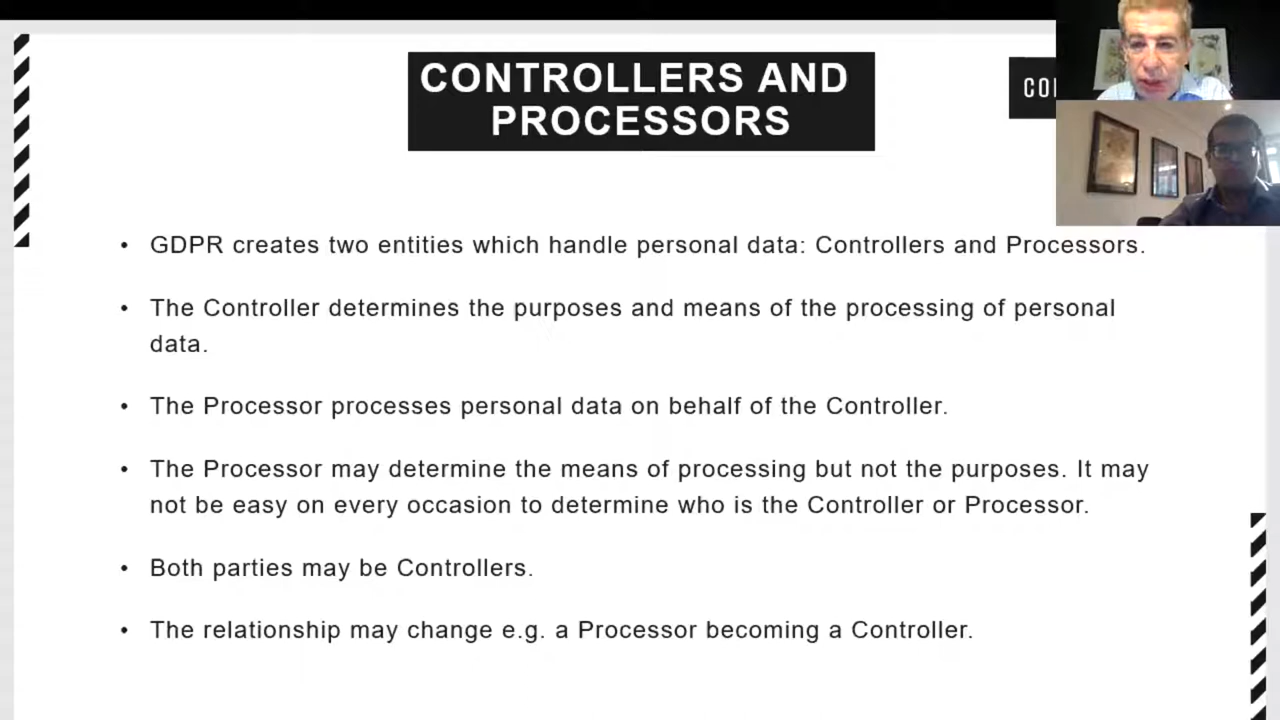 CONTROLLERS AND
PROCESSORS
• GDPR creates two entities which handle personal data: Controllers and Processors.
• The Controller determines the purposes and means of the processing of personal
data.
• The Processor processes personal data on behalf of the Controller.
• The Processor may determine the means of processing but not the purposes. It may
not be easy on every occasion to determine who is the Controller or Processor.
• Both parties may be Controllers.
• The relationship may change e.g. a Processor becoming a Controller.